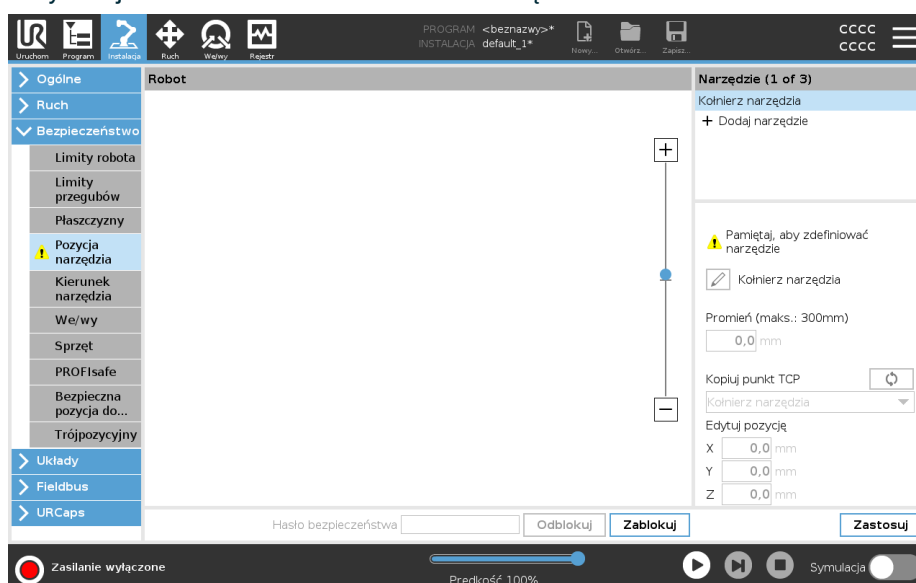 UR
Uruchom
Program
Instalacja
Ruch
We/wy
Rejestr
PROGRAM <beznazwy>*
INSTALACJA default_1*
Nowy...
Otwórz...
Zapisz...
cccc
cccc
Ogólne
Ruch
Bezpieczeństwo
Limity robota
Limity
przegubów
Płaszczyzny
Pozycja
narzędzia
Kierunek
narzędzia
We/wy
Sprzęt
PROFIsafe
Bezpieczna
pozycja do...
Trójpozycyjny
Układy
Fieldbus
URCaps
Robot
Narzędzie (1 of 3)
Kołnierz narzędzia
+ Dodaj narzędzie
Pamiętaj, aby zdefiniować
narzędzie
Kołnierz narzędzia
Promień (maks.: 300mm)
0,0 mm
Kopiuj punkt TCP
Kołnierz narzędzia
Edytuj pozycję
X 0,0 mm
Y 0,0 mm
Z 0,0 mm
Hasło bezpieczeństwa
Odblokuj
Zablokuj
Zastosuj
Zasilanie wyłączone
Prędkość 100%
Symulacja